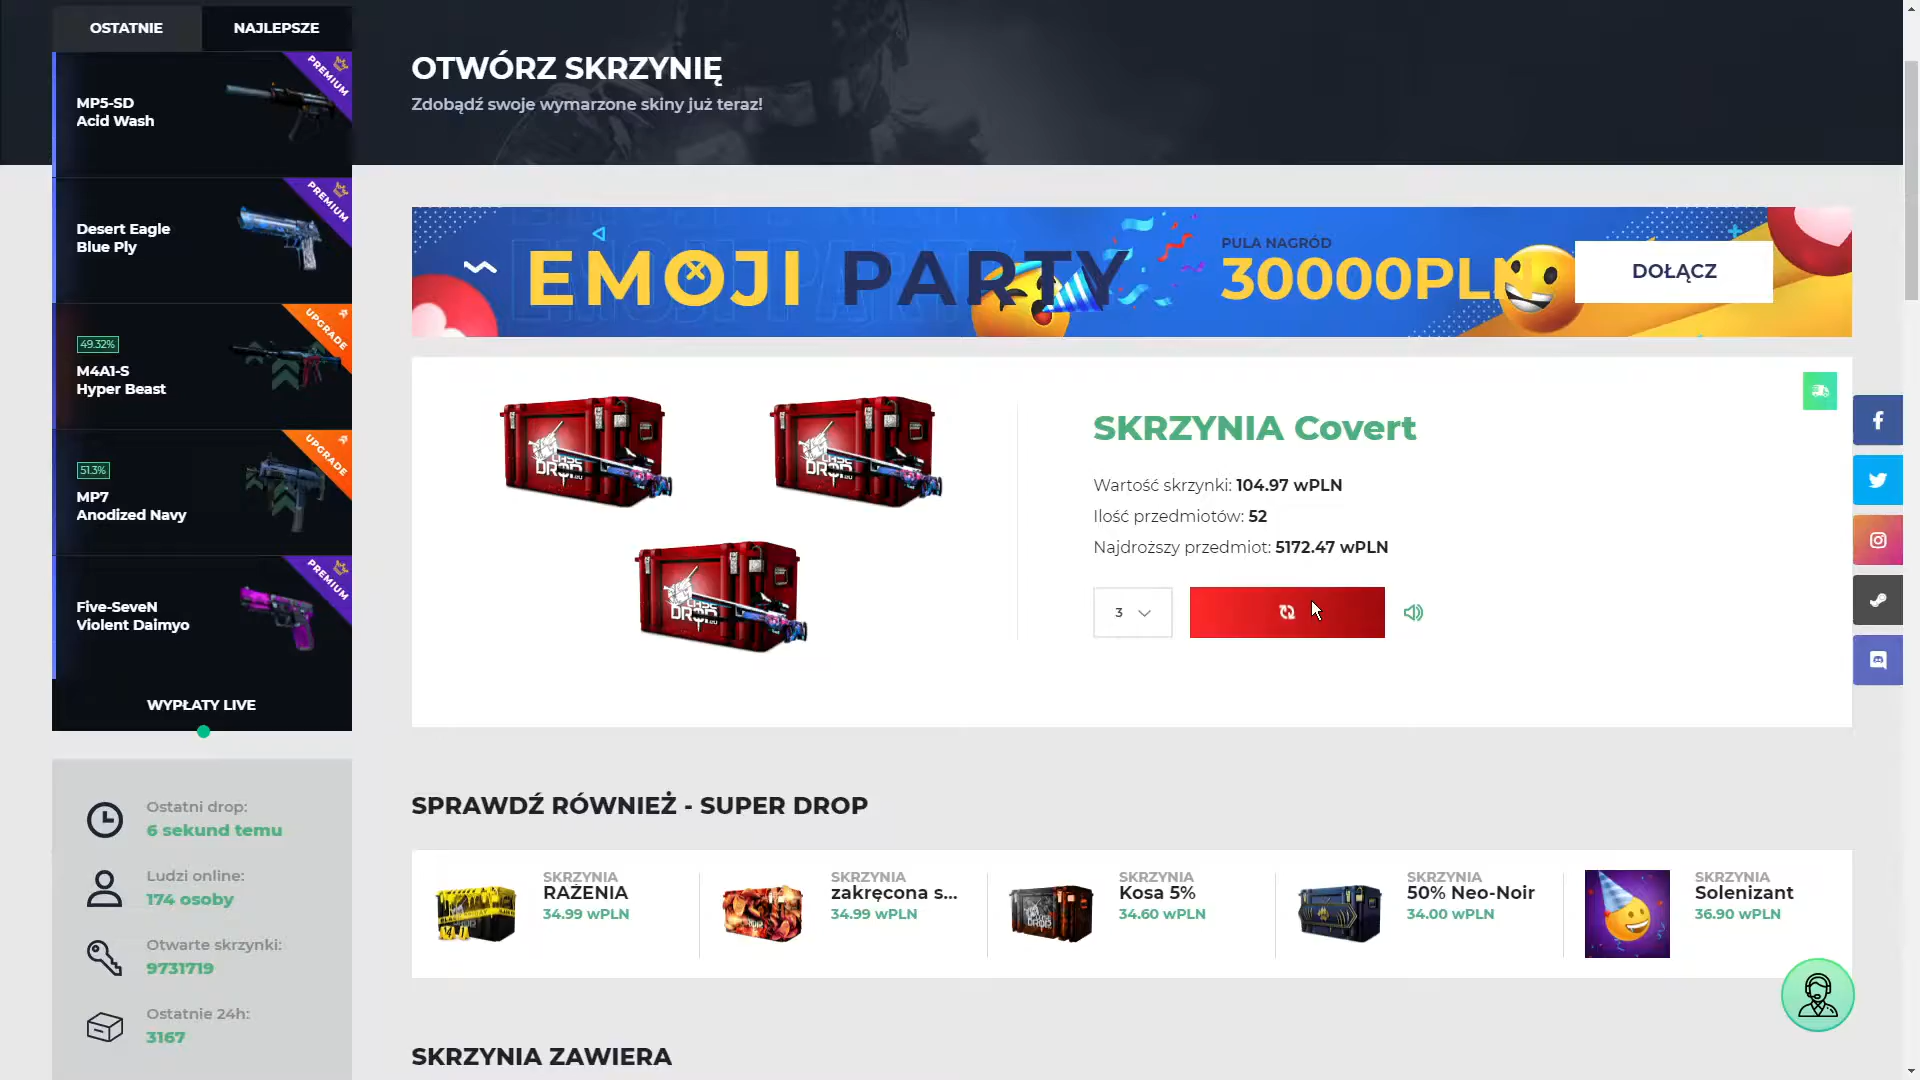 OSTATNIE
NAJLEPSZE
PREMIUM
MP5-SD
Acid Wash
PREMIUM
Desert Eagle
Blue Ply
UPGRADE
49.32%
M4A1-S
Hyper Beast
UPGRADE
51.3%
MP7
Anodized Navy
PREMIUM
Five-SeveN
Violent Daimyo
WYPŁATY LIVE
Ostatni drop:
6 sekund temu
Ludzi online:
174 osoby
Otwarte skrzynki:
9731719
Ostatnie 24h:
3167
OTWÓRZ SKRZYNIĘ
Zdobądź swoje wymarzone skiny już teraz!
EMOJI PARTY
PULA NAGRÓD
30000PLN
DOŁĄCZ
SKRZYNIA Covert
Wartość skrzynki: 104.97 wPLN
Ilość przedmiotów: 52
Najdroższy przedmiot: 5172.47 wPLN
3
SPRAWDŹ RÓWNIEŻ - SUPER DROP
SKRZYNIA
RAŻENIA
34.99 wPLN
SKRZYNIA
zakręcona s...
34.99 wPLN
SKRZYNIA
Kosa 5%
34.60 wPLN
SKRZYNIA
50% Neo-Noir
34.00 wPLN
SKRZYNIA
Solenizant
36.90 wPLN
SKRZYNIA ZAWIERA